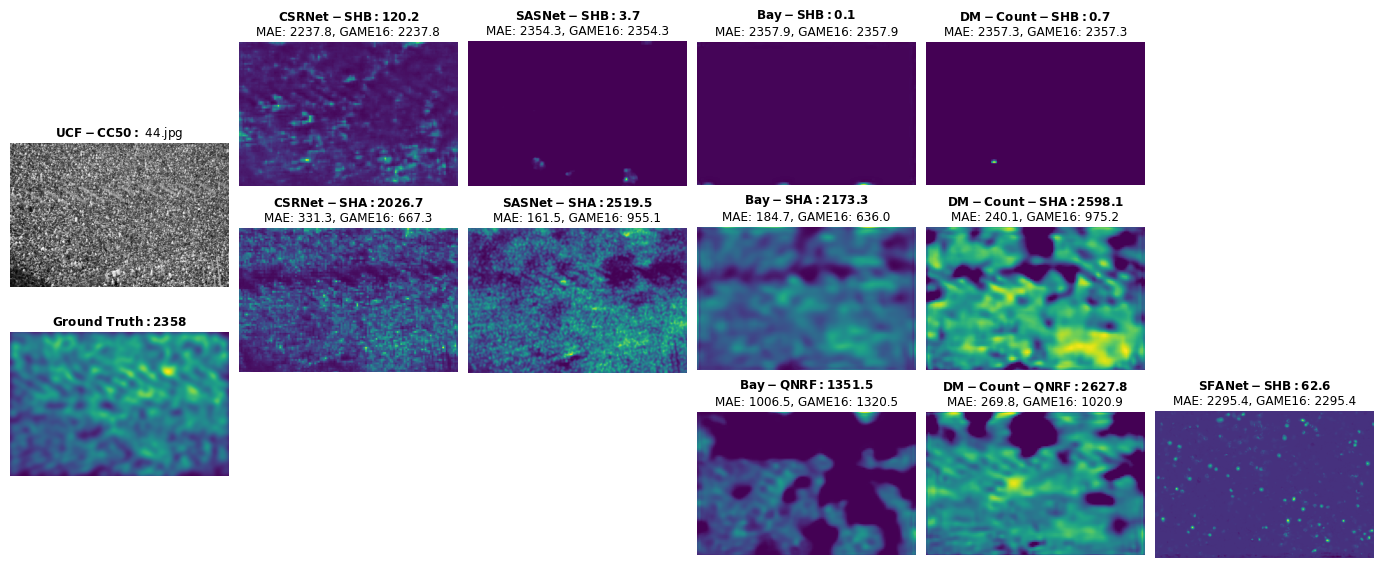 CSRNet − SHB: 120.2
MAE: 2237.8, GAME16: 2237.8
SASNet − SHB: 3.7
MAE: 2354.3, GAME16: 2354.3
Bay − SHB: 0.1
MAE: 2357.9, GAME16: 2357.9
DM − Count − SHB: 0.7
MAE: 2357.3, GAME16: 2357.3
UCF − CC50: 44.jpg
CSRNet − SHA: 2026.7
MAE: 331.3, GAME16: 667.3
SASNet − SHA: 2519.5
MAE: 161.5, GAME16: 955.1
Bay − SHA: 2173.3
MAE: 184.7, GAME16: 636.0
DM − Count − SHA: 2598.1
MAE: 240.1, GAME16: 975.2
Ground Truth: 2358
Bay − QNRF: 1351.5
MAE: 1006.5, GAME16: 1320.5
DM − Count − QNRF: 2627.8
MAE: 269.8, GAME16: 1020.9
SFANet − SHB: 62.6
MAE: 2295.4, GAME16: 2295.4